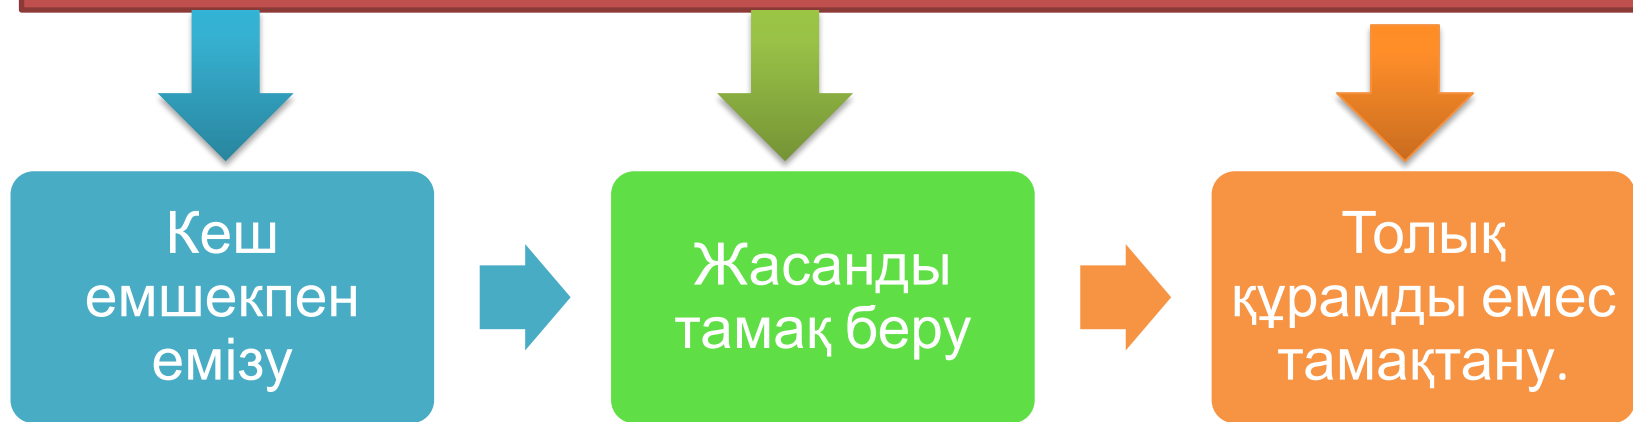 Кеш
емшекпен
емізу
Жасанды
тамақ беру
Толық
құрамды емес
тамақтану.